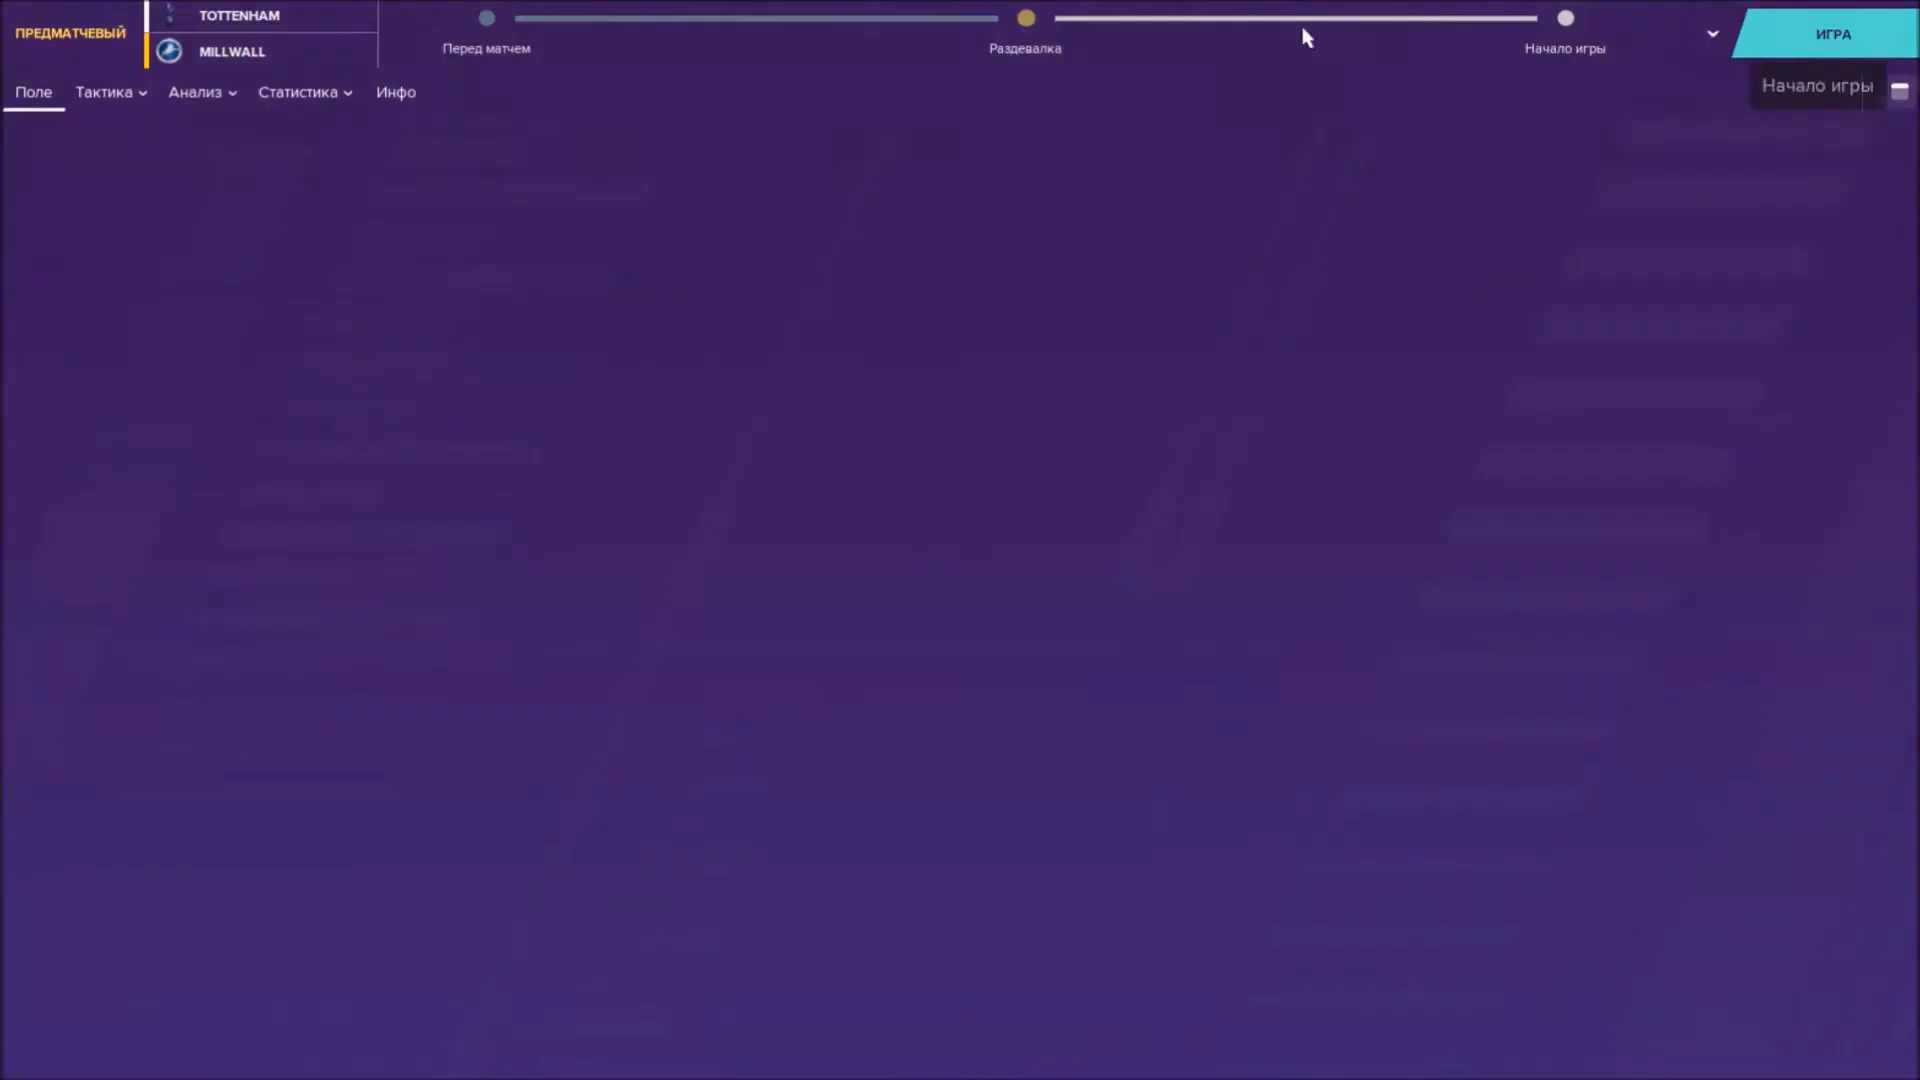 ПРЕДМАТЧЕВЫЙ
TOTTENHAM
MILLWALL
Перед матчем
Раздевалка
Начало игры
ИГРА
Поле Тактика Анализ Статистика Инфо
Начало игры